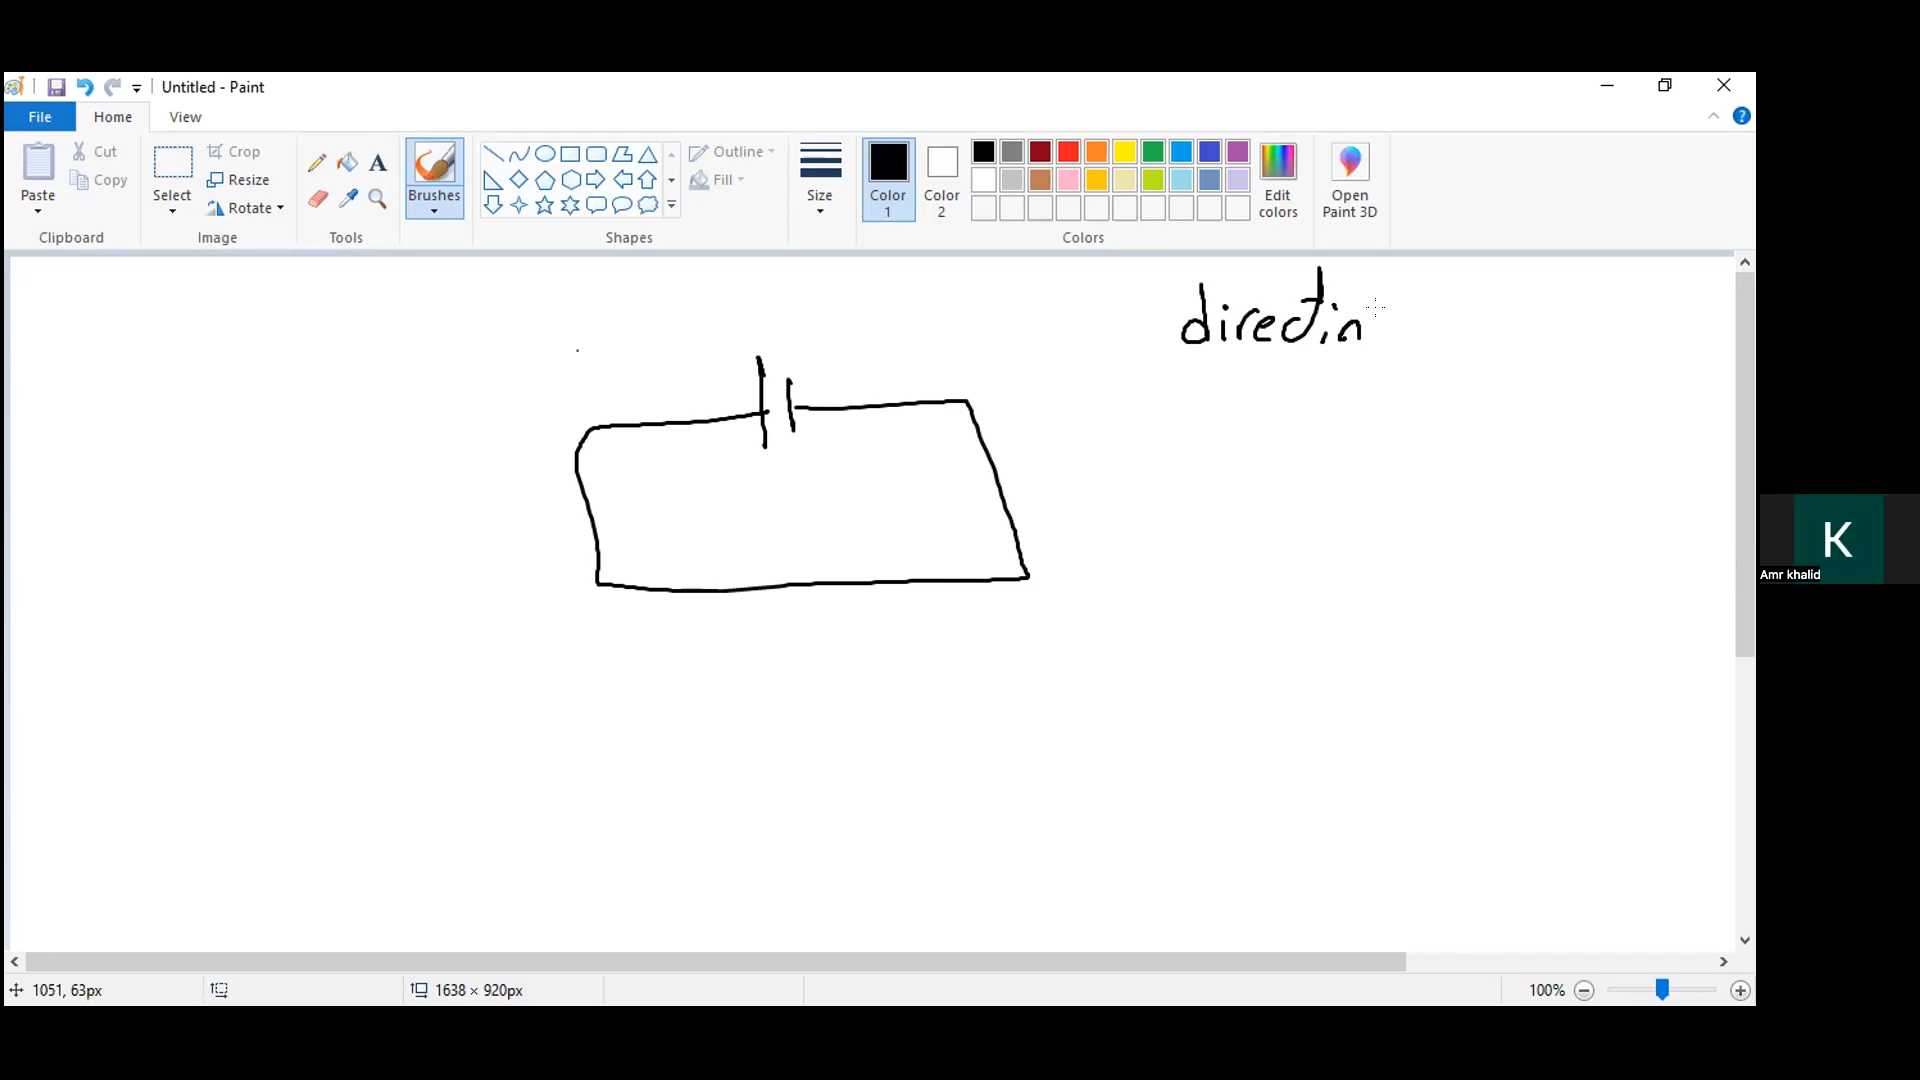 Untitled - Paint
File Home View
Paste
Cut
Copy
Clipboard
Select
Crop
Resize
Rotate
Image
A
Tools
Brushes
Outline
Fill
Shapes
Size
Color 1
Color 2
Edit colors
Colors
Open Paint 3D
?
directin
K
Amr khalid
1051, 63px
1638 × 920px
100%